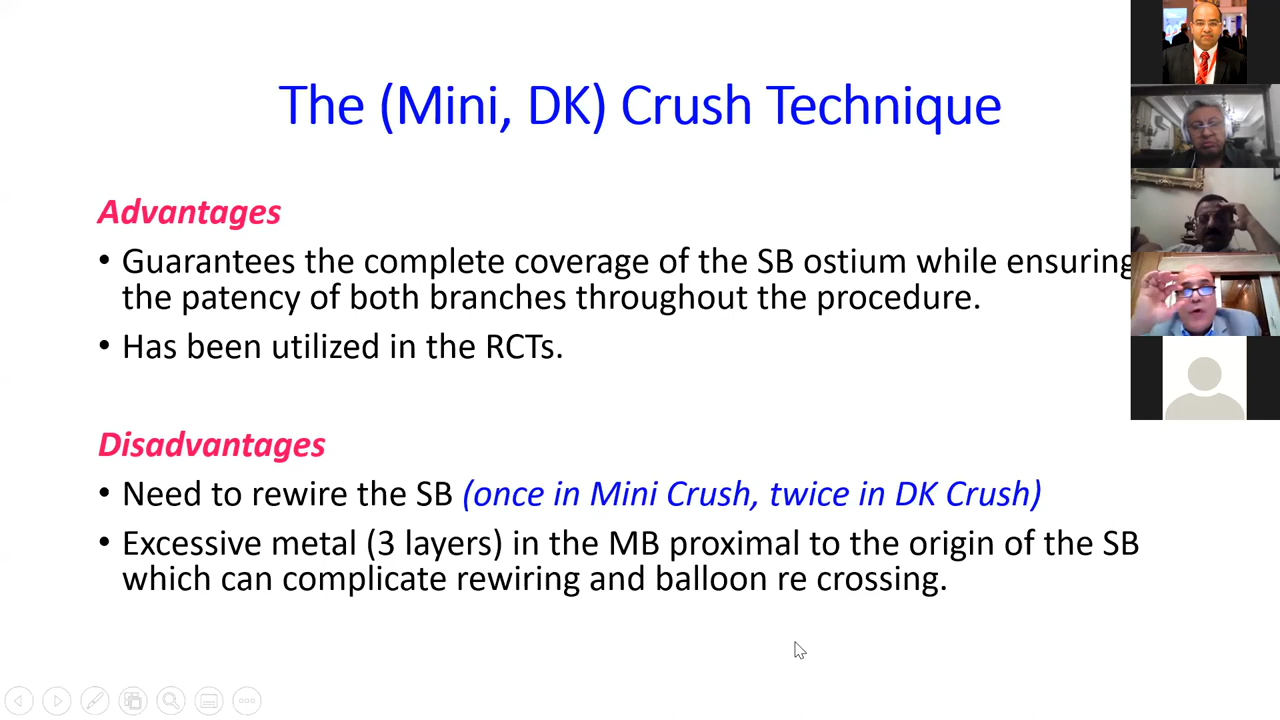 The (Mini, DK) Crush Technique
Advantages
• Guarantees the complete coverage of the SB ostium while ensuring
the patency of both branches throughout the procedure.
• Has been utilized in the RCTs.
Disadvantages
• Need to rewire the SB (once in Mini Crush, twice in DK Crush)
• Excessive metal (3 layers) in the MB proximal to the origin of the SB
which can complicate rewiring and balloon re crossing.